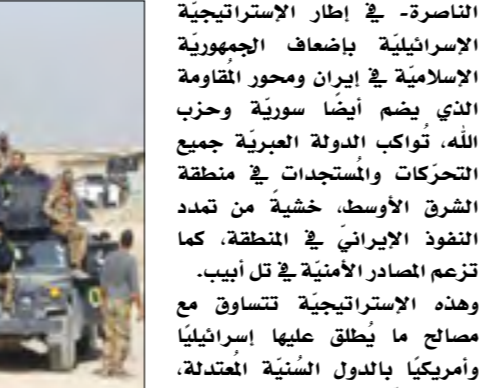 الناصرة- في إطار الإستراتيجيّة
الإسرائيليّة بإضعاف الجمهوريّة
الإسلاميّة في إيران ومحور المُقاومة
الذي يضم أيضًا سوريّة وحزب
الله، تُواكب الدولة العبريّة جميع
التحرّكات والمُستجدات في منطقة
الشرق الأوسط، خشيةً من تمدد
النفوذ الإيرانيّ في المنطقة، كما
تزعم المصادر الأمنيّة في تل أبيب.
وهذه الإستراتيجيّة تتساوق مع
مصالح ما يُطلق عليها إسرائيليًا
وأمريكيًا بالدول السُنيّة المُعتدلة،